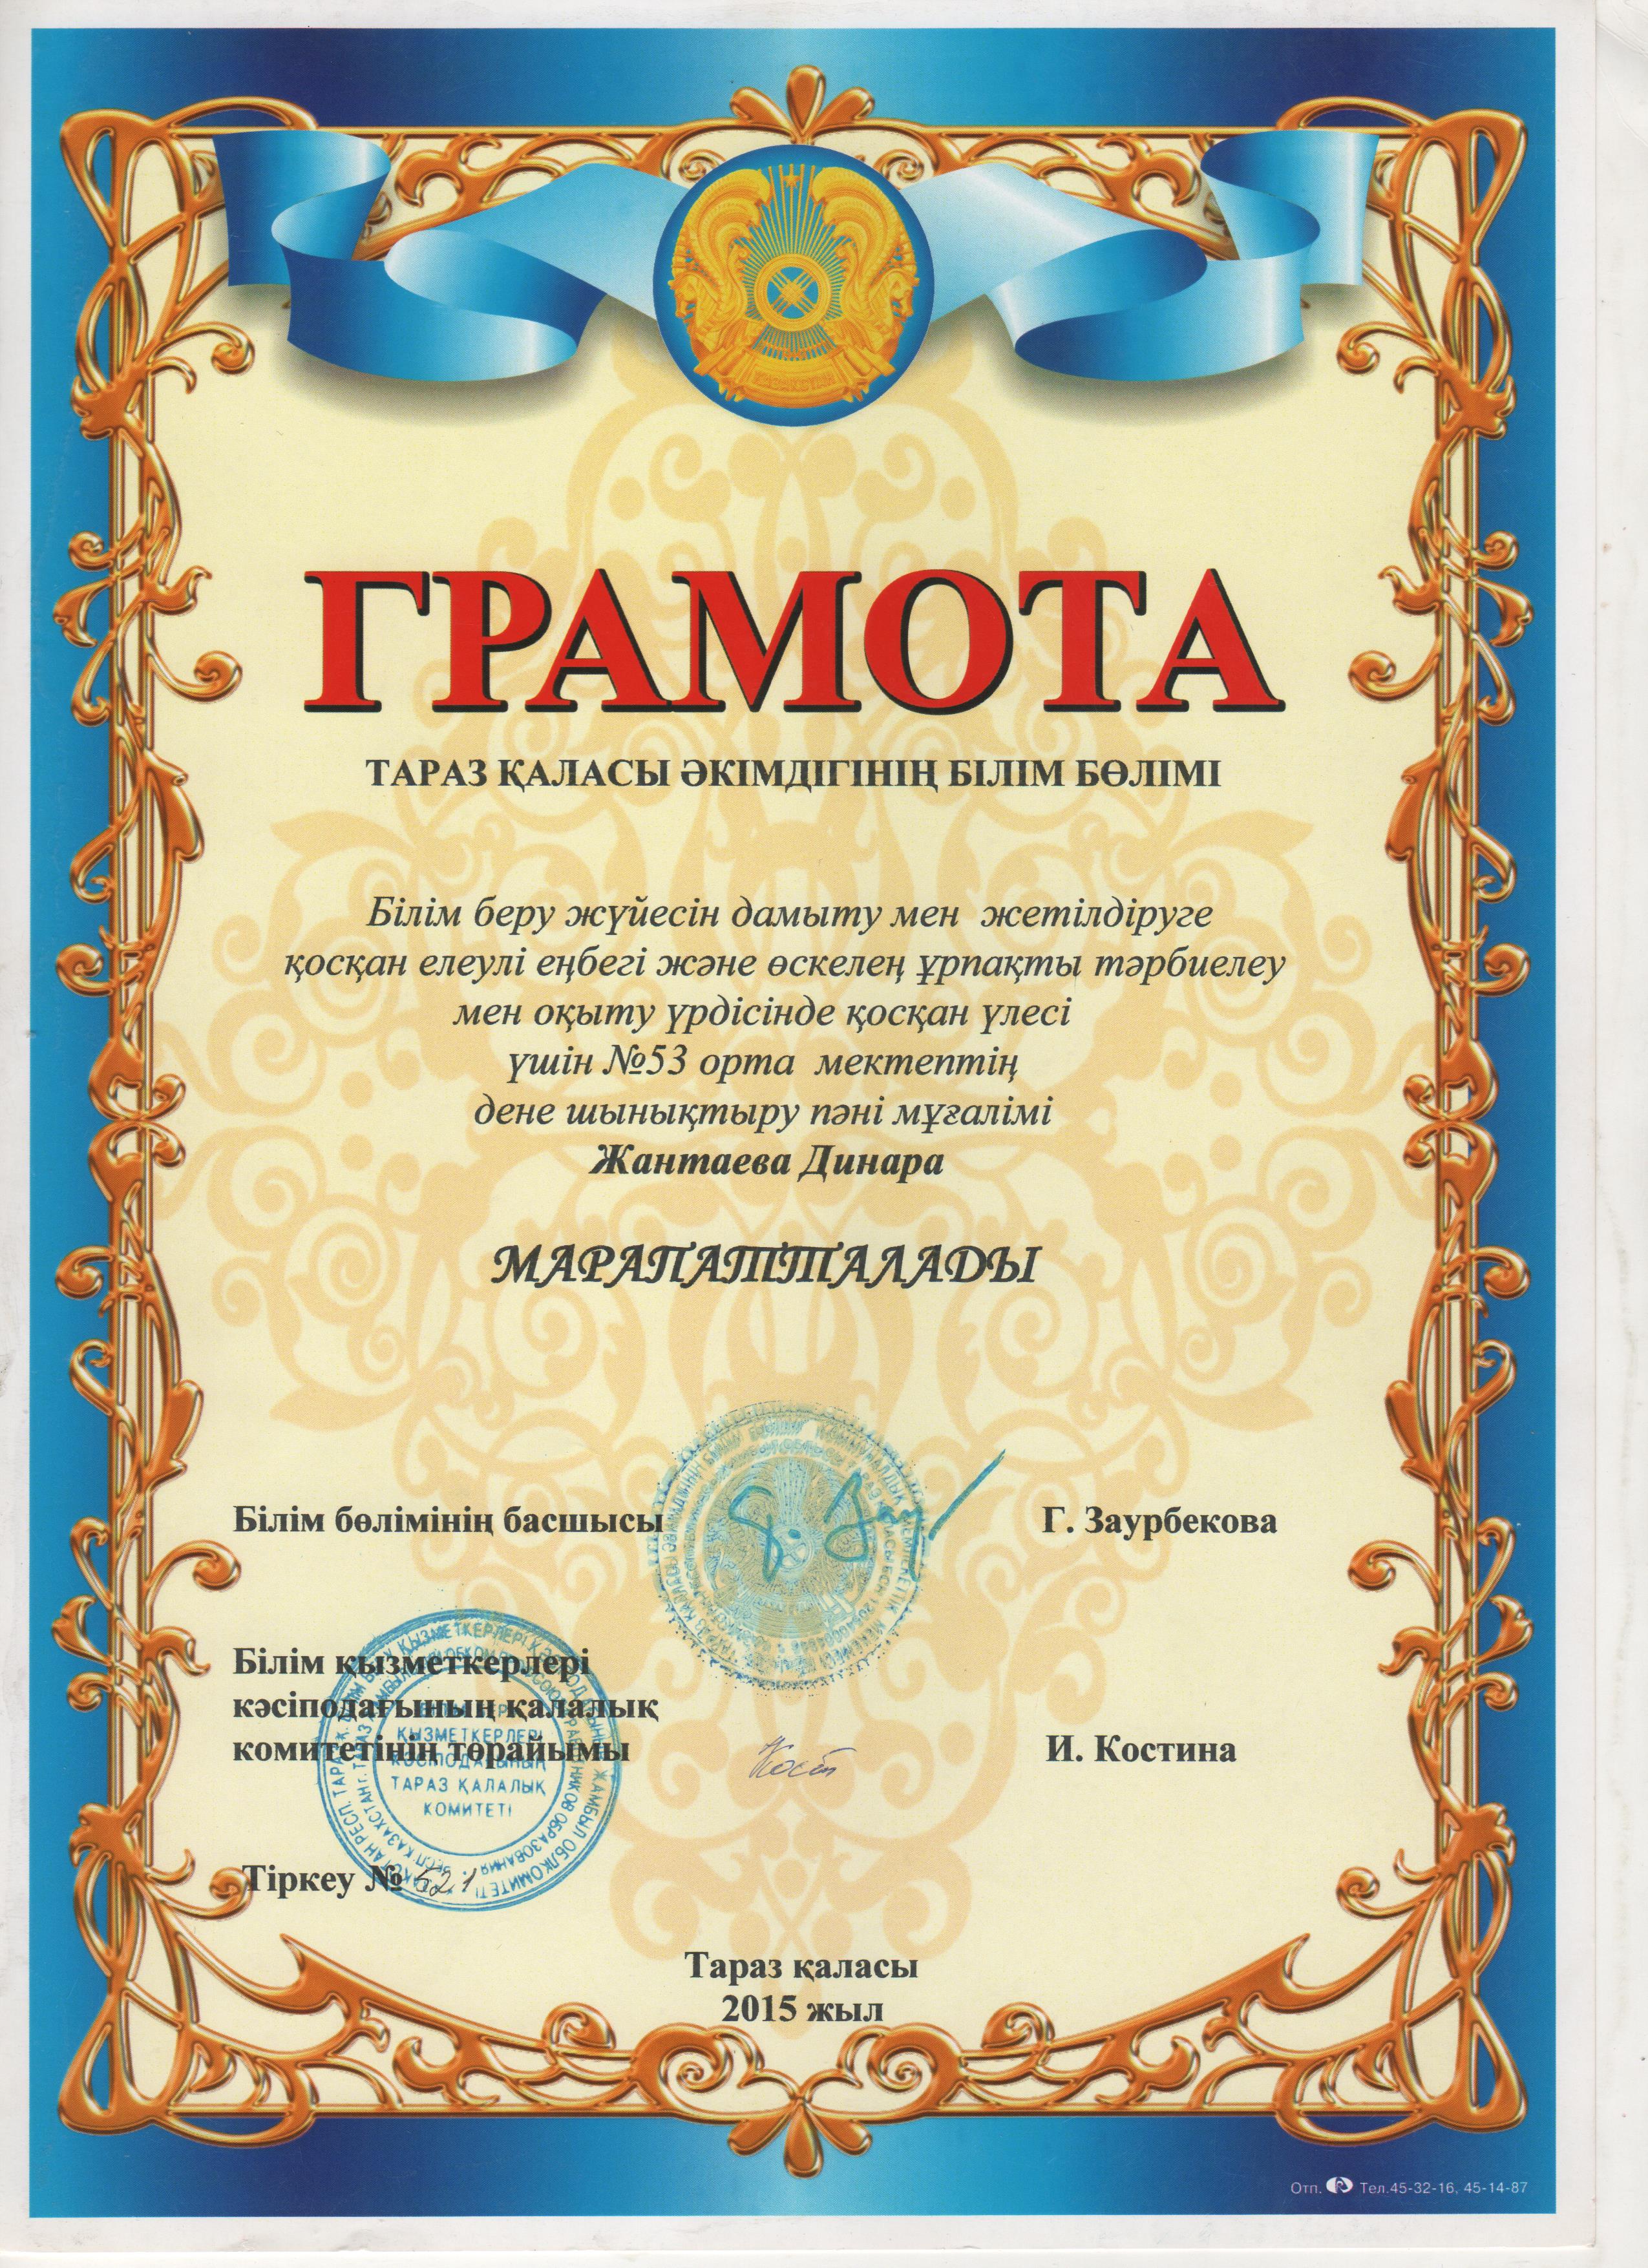 ГРАМОТА
ТАРАЗ ҚАЛАСЫ ӘКІМДІГІНІҢ БІЛІМ БӨЛІМІ
Білім беру жүйесін дамыту мен жетілдіруге
қосқан елеулі еңбегі және өскелең ұрпақты тәрбиелеу
мен оқыту үрдісінде қосқан үлесі
үшін №53 орта мектептің
дене шынықтыру пәні мұғалімі
Жантаева Динара
МАРАПАТТАЛАДЫ
Білім бөлімінің басшысы Г. Заурбекова
Білім қызметкерлері
кәсіподағының қалалық
комитетінің төрайымы И. Костина
ҚЫЗМЕТКЕРЛЕРІ
ТАРАЗ ҚАЛАЛЫҚ
КОМИТЕТІ
Тіркеу № 521
Тараз қаласы
2015 жыл
Отп. Тел.45-32-16, 45-14-87